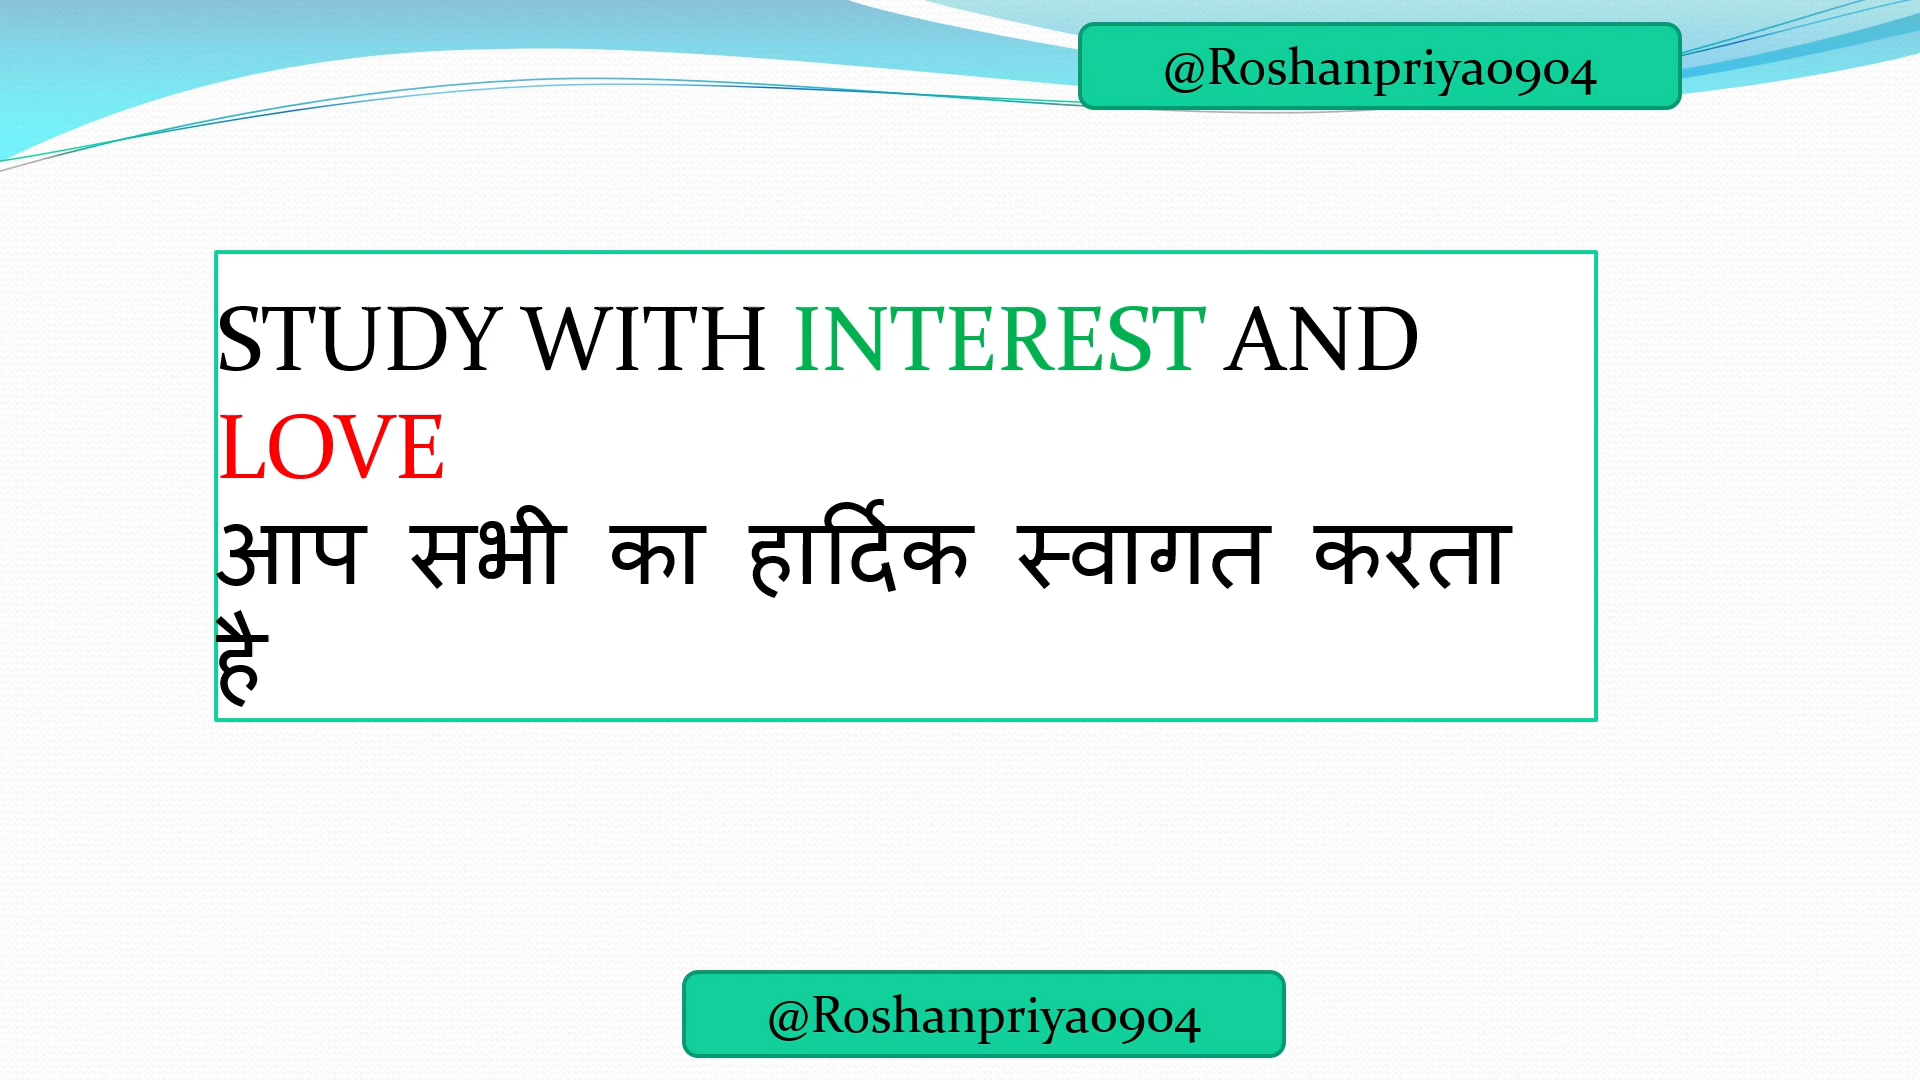 @Roshanpriya0904
STUDY WITH INTEREST AND
LOVE
आप सभी का हार्दिक स्वागत करता
है
@Roshanpriya0904